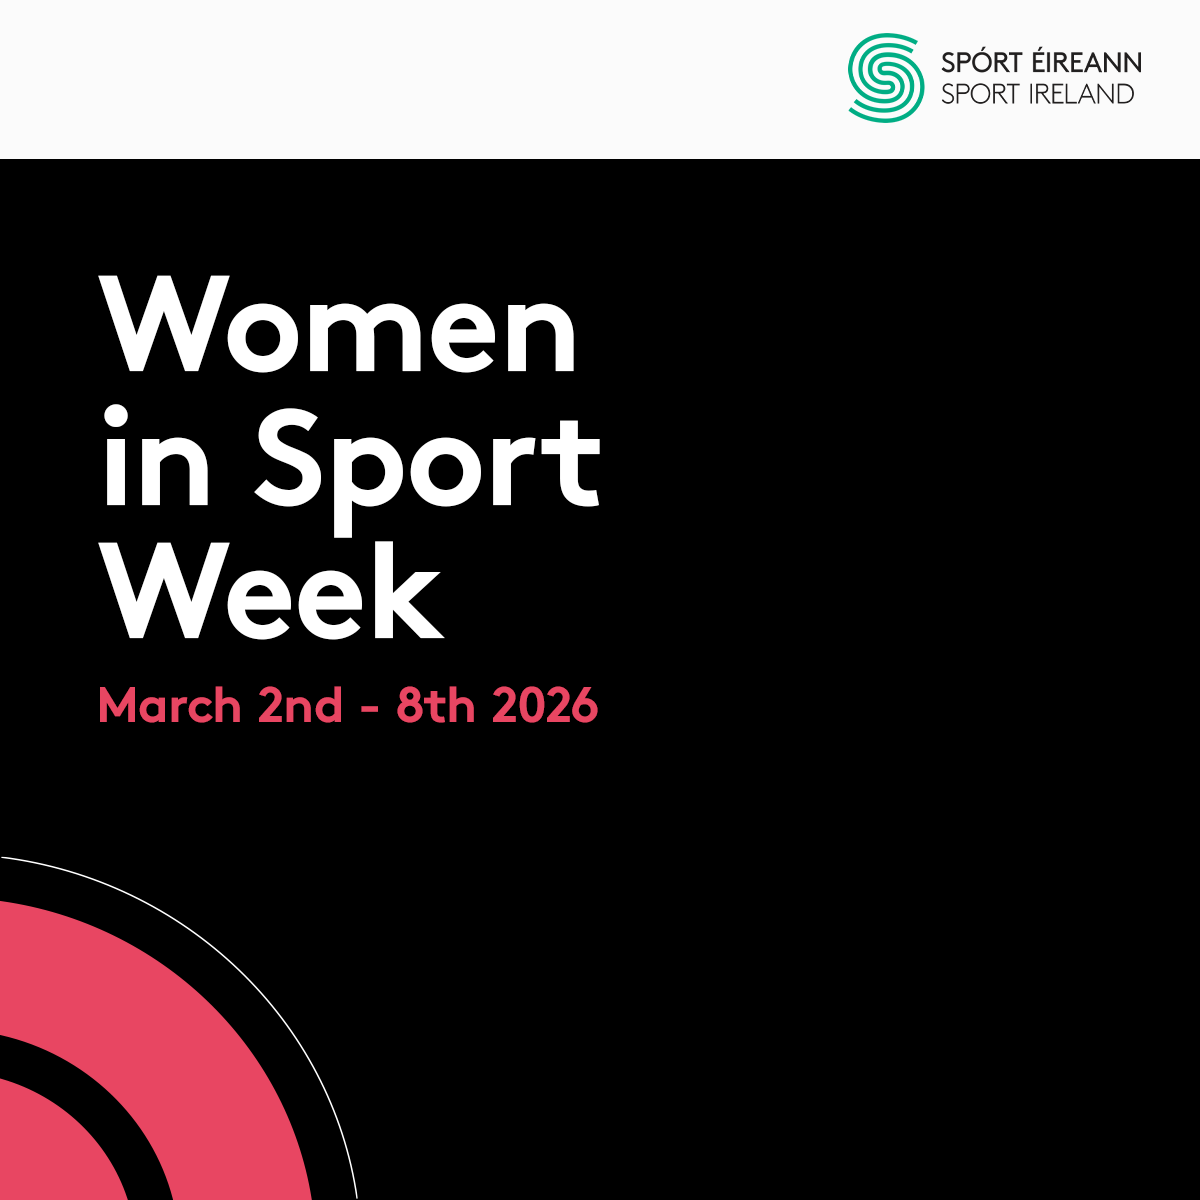 SPÓRT ÉIREANN
SPORT IRELAND
Women
in Sport
Week
March 2nd - 8th 2026